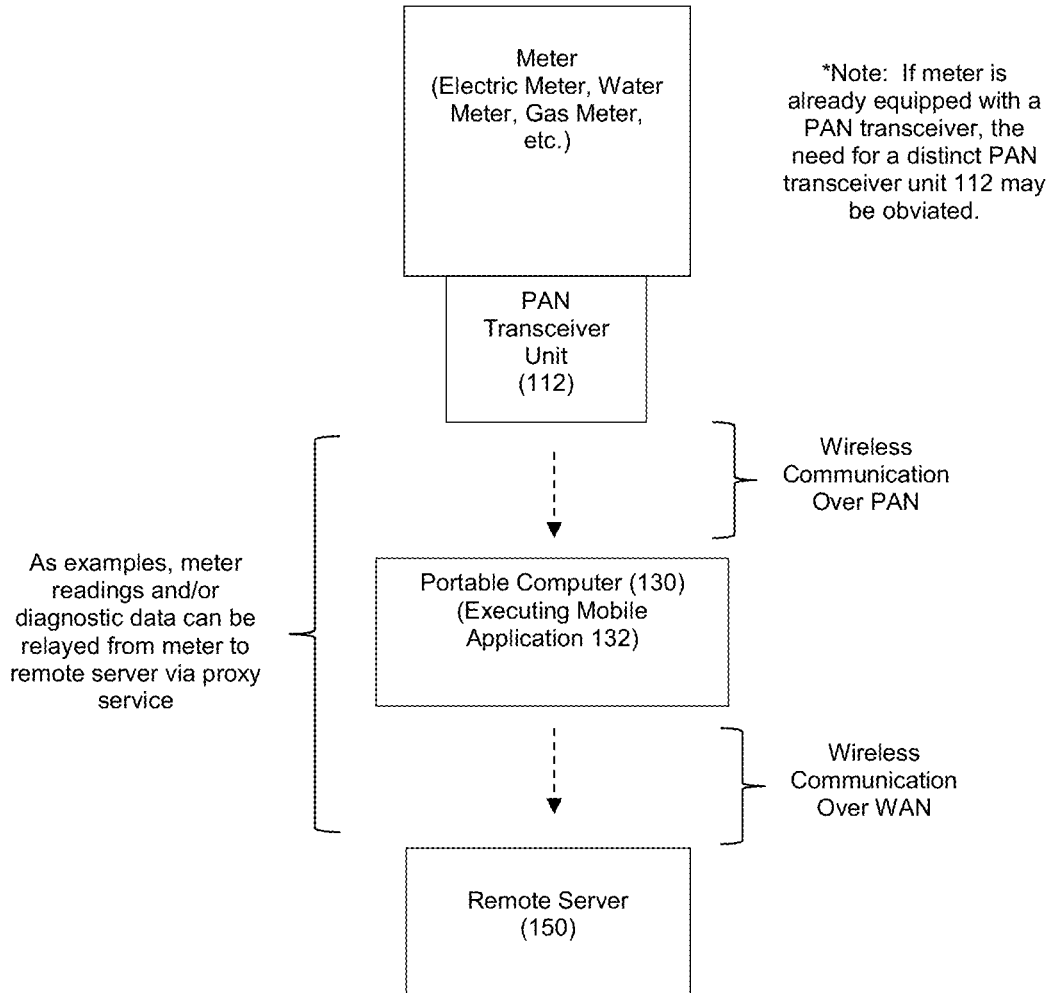 Meter
(Electric Meter, Water
Meter, Gas Meter,
etc.)
*Note: If meter is
already equipped with a
PAN transceiver, the
need for a distinct PAN
transceiver unit 112 may
be obviated.
PAN
Transceiver
Unit
(112)
Wireless
Communication
Over PAN
As examples, meter
readings and/or
diagnostic data can be
relayed from meter to
remote server via proxy
service
Portable Computer (130)
(Executing Mobile
Application 132)
Wireless
Communication
Over WAN
Remote Server
(150)